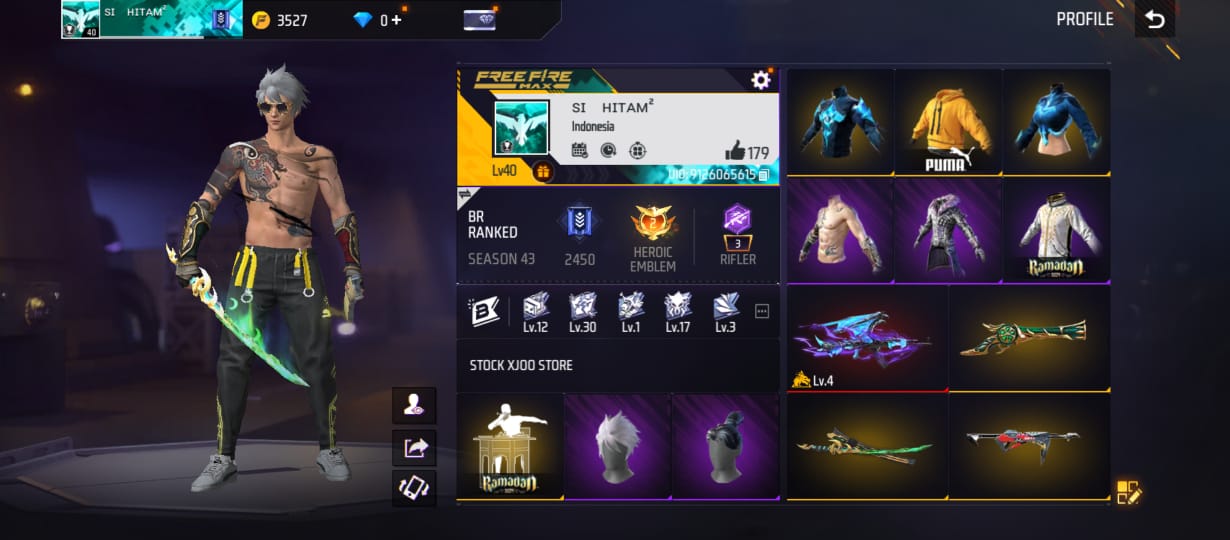 SI HITAM²
40
3527
0 +
PROFILE
FREE FIRE
MAX
SI HITAM²
Indonesia
179
Lv40
UID:9126065615
BR
RANKED
SEASON 43
2450
2
HEROIC
EMBLEM
3
RIFLER
B
Lv.12
Lv.30
Lv.1
Lv.17
Lv.3
STOCK XJOO STORE
Ramadan
PUMA
Ramadan
Lv.4